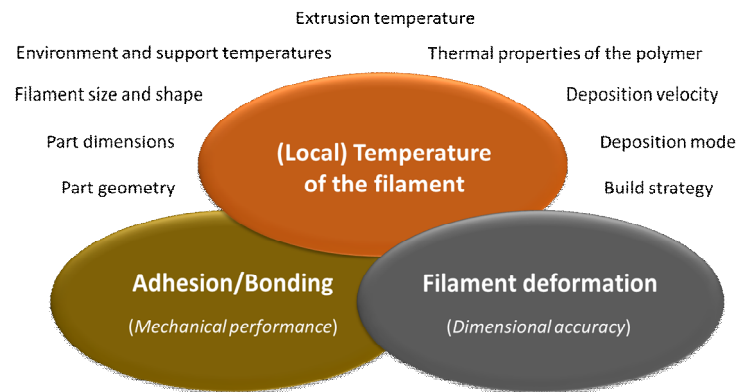 Extrusion temperature
Environment and support temperatures
Thermal properties of the polymer
Filament size and shape
Deposition velocity
Part dimensions
Deposition mode
Part geometry
Build strategy
(Local) Temperature
of the filament
Adhesion/Bonding
(Mechanical performance)
Filament deformation
(Dimensional accuracy)